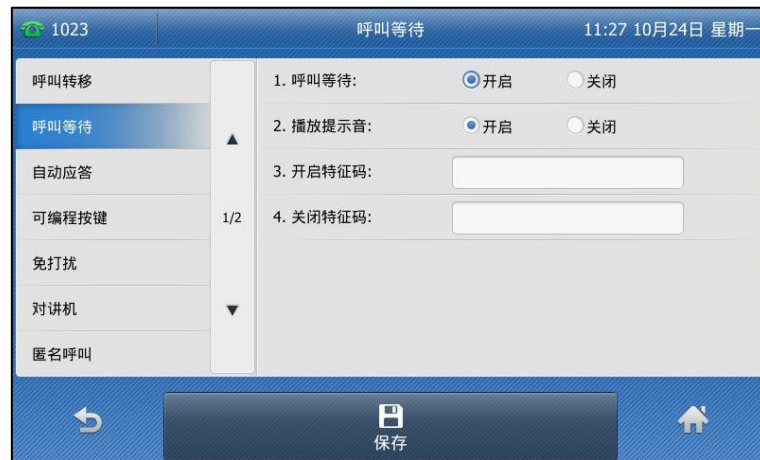 1023 呼叫等待 11:27 10月24日 星期一
呼叫转移
呼叫等待
自动应答
可编程按键
免打扰
对讲机
匿名呼叫
1/2
1. 呼叫等待: 开启 关闭
2. 播放提示音: 开启 关闭
3. 开启特征码:
4. 关闭特征码:
保存